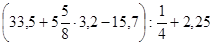 (33,5 + 5 5/8 · 3,2 − 15,7) : 1/4 + 2,25